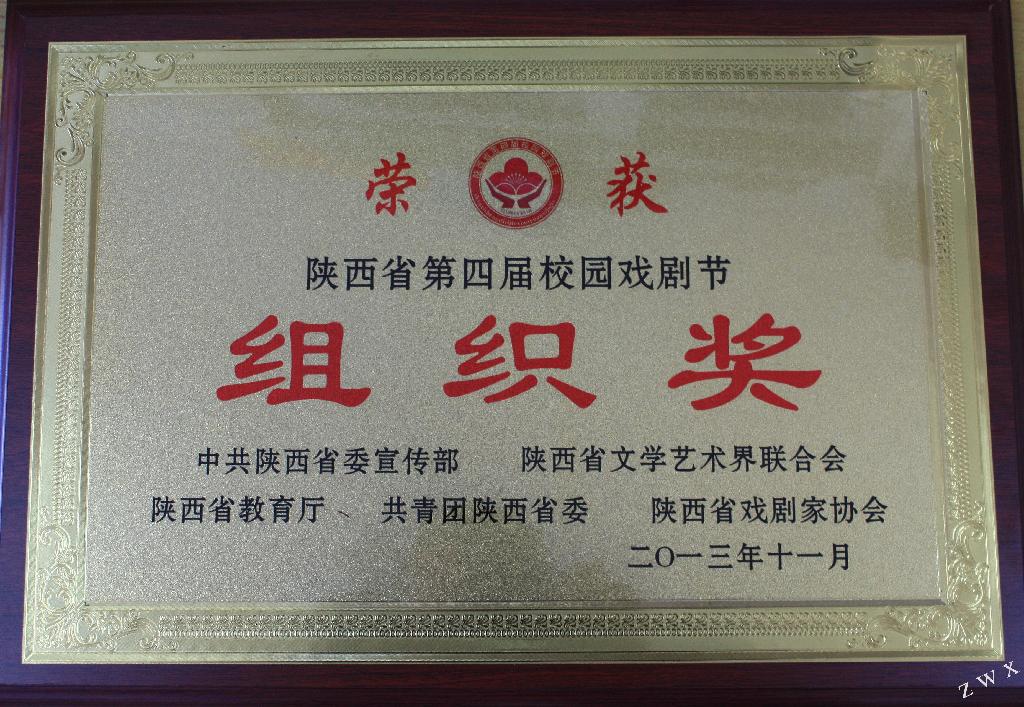 荣 获
陕西省第四届校园戏剧节
组织奖
中共陕西省委宣传部 陕西省文学艺术界联合会
陕西省教育厅 共青团陕西省委 陕西省戏剧家协会
二〇一三年十一月
ZWX